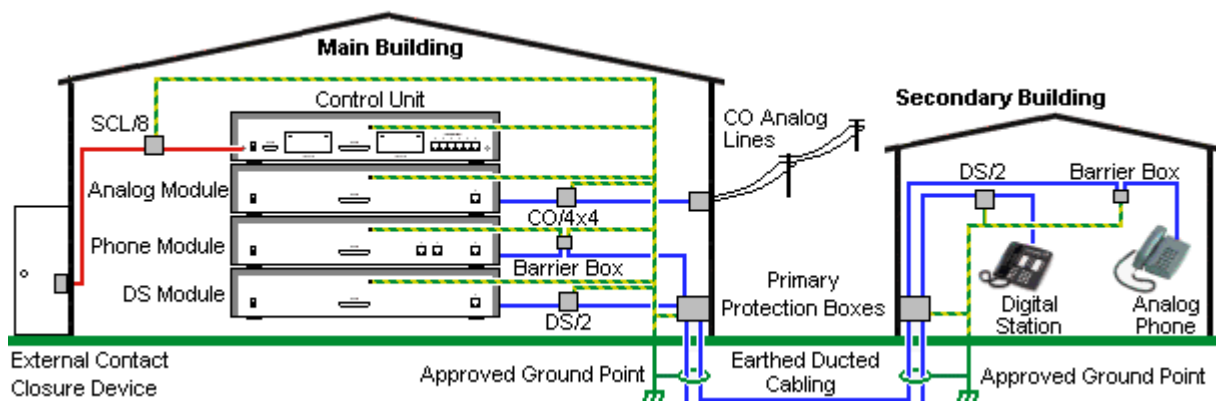 Main Building
Control Unit
SCL/8
CO Analog
Lines
Analog Module
CO/4x4
Phone Module
Barrier Box
DS Module
DS/2
Primary
Protection Boxes
Secondary Building
DS/2
Barrier Box
Digital
Station
Analog
Phone
External Contact
Closure Device
Approved Ground Point
Earthed Ducted
Cabling
Approved Ground Point